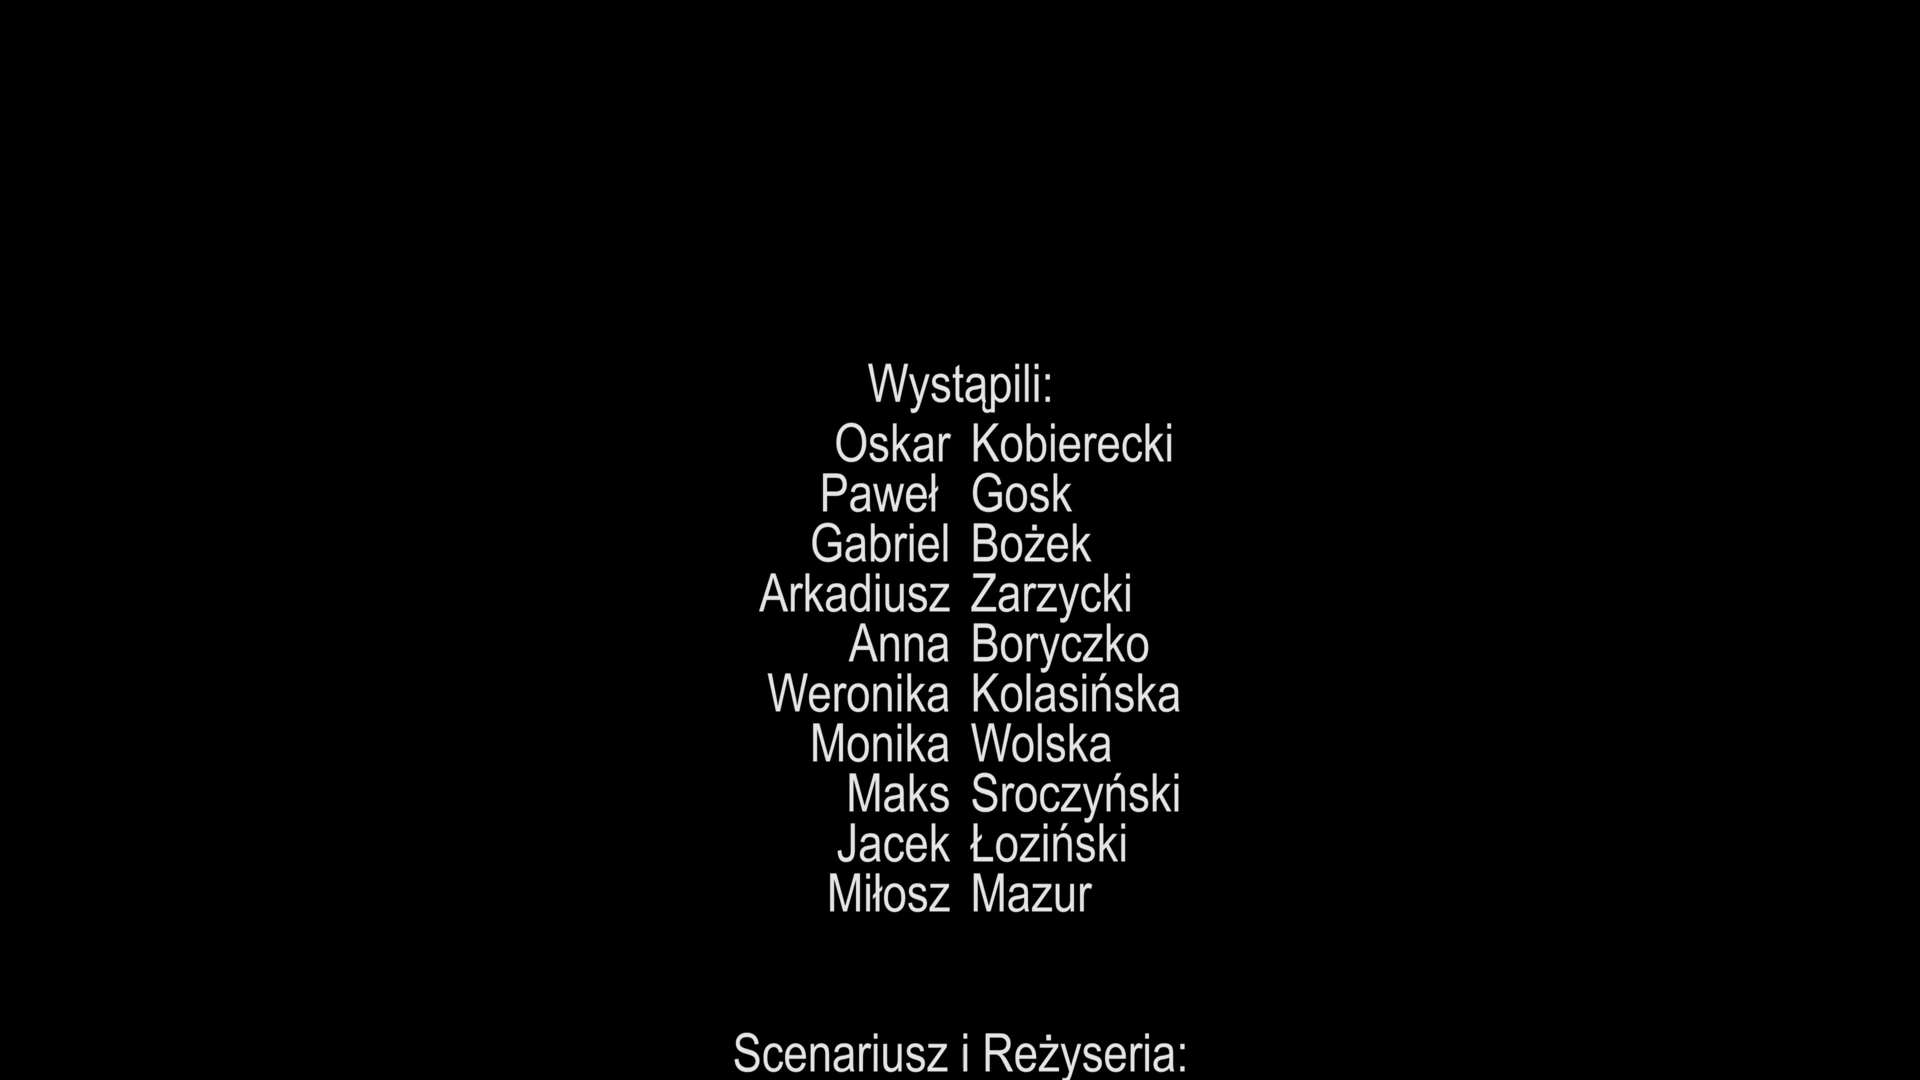 Wystąpili:
Oskar Kobierecki
Paweł Gosk
Gabriel Bożek
Arkadiusz Zarzycki
Anna Boryczko
Weronika Kolasińska
Monika Wolska
Maks Sroczyński
Jacek Łoziński
Miłosz Mazur
Scenariusz i Reżyseria: